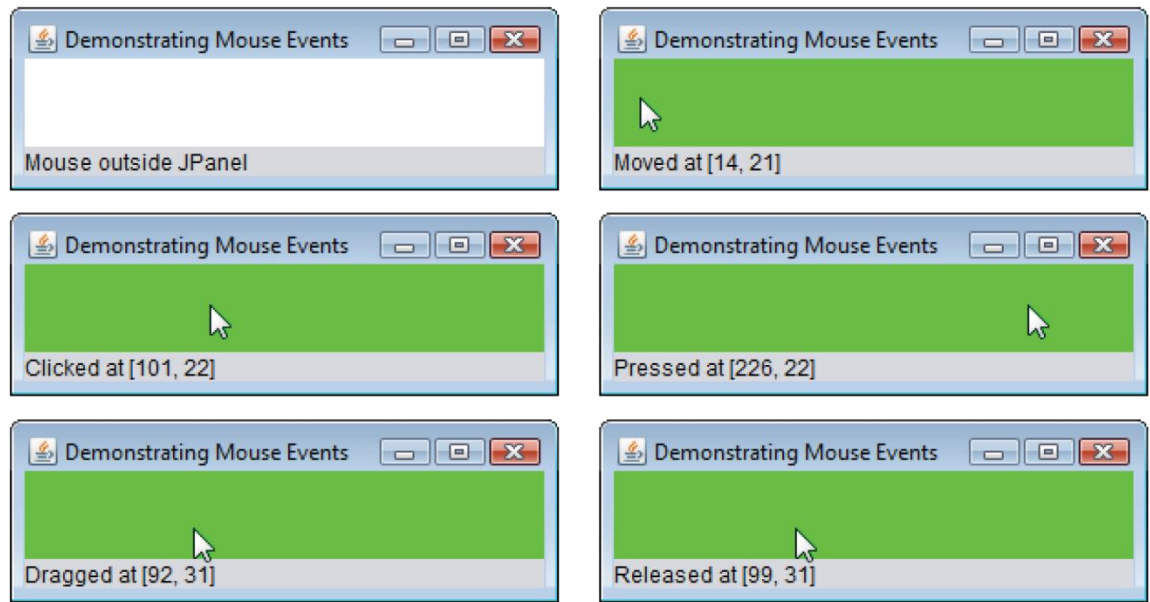 Demonstrating Mouse Events
Mouse outside JPanel
Demonstrating Mouse Events
Moved at [14, 21]
Demonstrating Mouse Events
Clicked at [101, 22]
Demonstrating Mouse Events
Pressed at [226, 22]
Demonstrating Mouse Events
Dragged at [92, 31]
Demonstrating Mouse Events
Released at [99, 31]